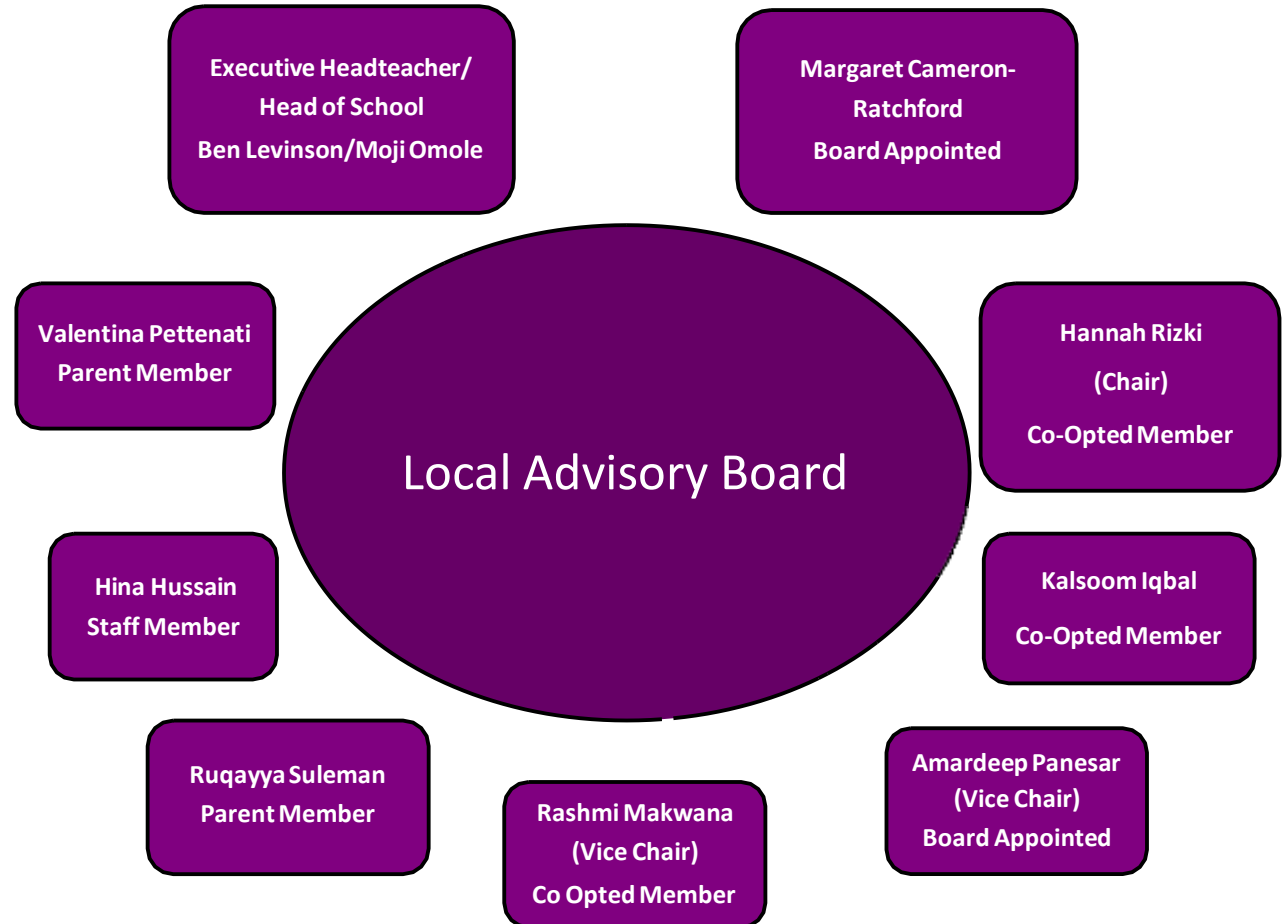 Executive Headteacher/
Head of School
Ben Levinson/Moji Omole
Margaret Cameron-
Ratchford
Board Appointed
Valentina Pettenati
Parent Member
Hannah Rizki
(Chair)
Co-Opted Member
Local Advisory Board
Hina Hussain
Staff Member
Kalsoom Iqbal
Co-Opted Member
Ruqayya Suleman
Parent Member
Rashmi Makwana
(Vice Chair)
Co Opted Member
Amardeep Panesar
(Vice Chair)
Board Appointed